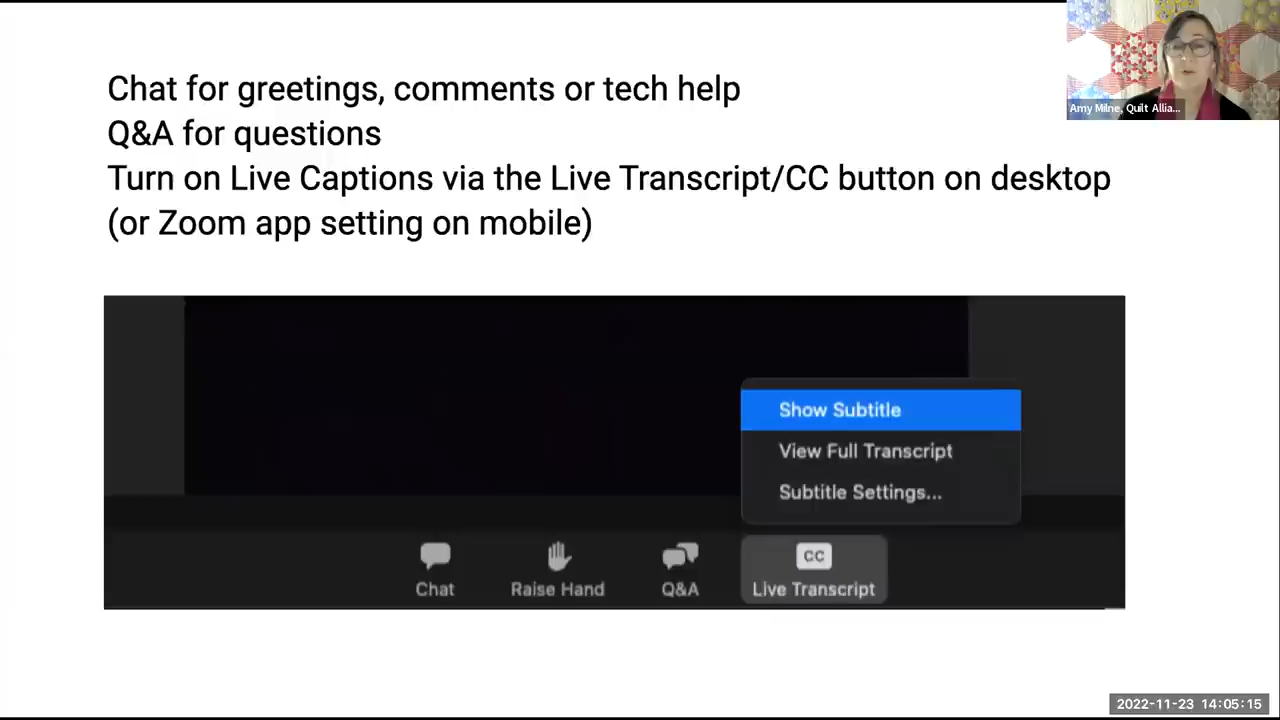 Chat for greetings, comments or tech help
Q&A for questions
Turn on Live Captions via the Live Transcript/CC button on desktop
(or Zoom app setting on mobile)
Amy Milne, Quilt Allia...
Show Subtitle
View Full Transcript
Subtitle Settings...
CC
Chat
Raise Hand
Q&A
Live Transcript
2022-11-23 14:05:15